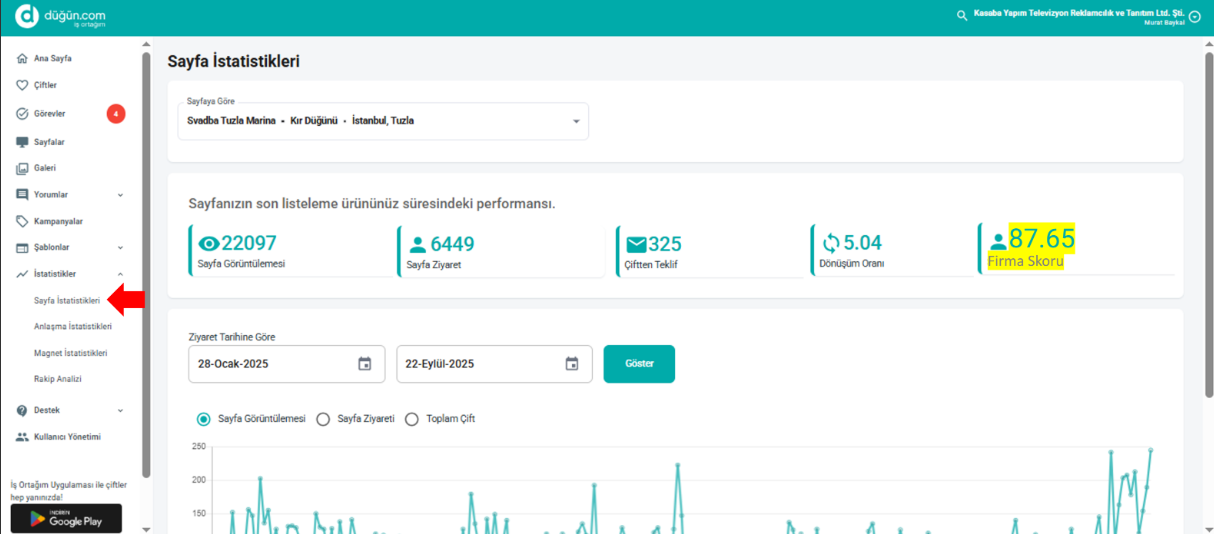 düğün.com
iş ortağım
Kasaba Yapım Televizyon Reklamcılık ve Tanıtım Ltd. Şti.
Murat Baykal
Ana Sayfa
Çiftler
Görevler
4
Sayfalar
Galeri
Yorumlar
Kampanyalar
Şablonlar
İstatistikler
Sayfa İstatistikleri
Anlaşma İstatistikleri
Magnet İstatistikleri
Rakip Analizi
Destek
Kullanıcı Yönetimi
İş Ortağım Uygulaması ile çiftler
hep yanınızda!
İNDİRİN
Google Play
Sayfa İstatistikleri
Sayfaya Göre
Svadba Tuzla Marina • Kır Düğünü • İstanbul, Tuzla
Sayfanızın son listeleme ürününüz süresindeki performansı.
22097
Sayfa Görüntülemesi
6449
Sayfa Ziyaret
325
Çiftten Teklif
5.04
Dönüşüm Oranı
87.65
Firma Skoru
Ziyaret Tarihine Göre
28-Ocak-2025
22-Eylül-2025
Göster
Sayfa Görüntülemesi
Sayfa Ziyareti
Toplam Çift
250
200
150